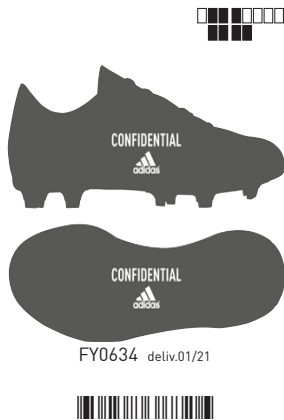 CONFIDENTIAL
adidas
CONFIDENTIAL
adidas
FY0634 deliv.01/21